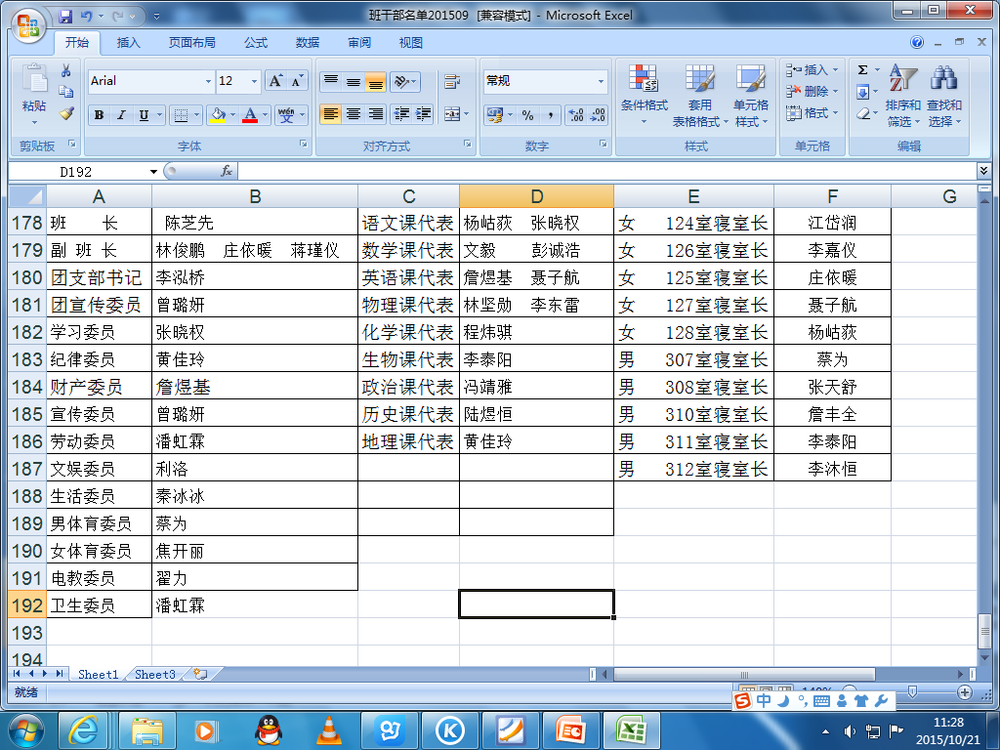 班干部名单201509 [兼容模式] - Microsoft Excel
开始 插入 页面布局 公式 数据 审阅 视图
粘贴 Arial 12 常规 条件格式 套用 表格格式 单元格 样式 插入 删除 格式 排序和 筛选 查找和 选择
剪贴板 字体 对齐方式 数字 样式 单元格 编辑
D192 fx
A B C D E F G
178 班 长 陈芝先 语文课代表 杨岵荻 张晓权 女 124室寝室长 江岱润
179 副 班 长 林俊鹏 庄依暖 蒋瑾仪 数学课代表 文毅 彭诚浩 女 126室寝室长 李嘉仪
180 团支部书记 李泓桥 英语课代表 詹煜基 聂子航 女 125室寝室长 庄依暖
181 团宣传委员 曾璐妍 物理课代表 林坚勋 李东雷 女 127室寝室长 聂子航
182 学习委员 张晓权 化学课代表 程炜骐 女 128室寝室长 杨岵荻
183 纪律委员 黄佳玲 生物课代表 李泰阳 男 307室寝室长 蔡为
184 财产委员 詹煜基 政治课代表 冯靖雅 男 308室寝室长 张天舒
185 宣传委员 曾璐妍 历史课代表 陆煜恒 男 310室寝室长 詹丰全
186 劳动委员 潘虹霖 地理课代表 黄佳玲 男 311室寝室长 李泰阳
187 文娱委员 利洛 男 312室寝室长 李沐恒
188 生活委员 秦冰冰
189 男体育委员 蔡为
190 女体育委员 焦开丽
191 电教委员 翟力
192 卫生委员 潘虹霖
193
194
Sheet1 Sheet3
就绪
中
11:28
2015/10/21